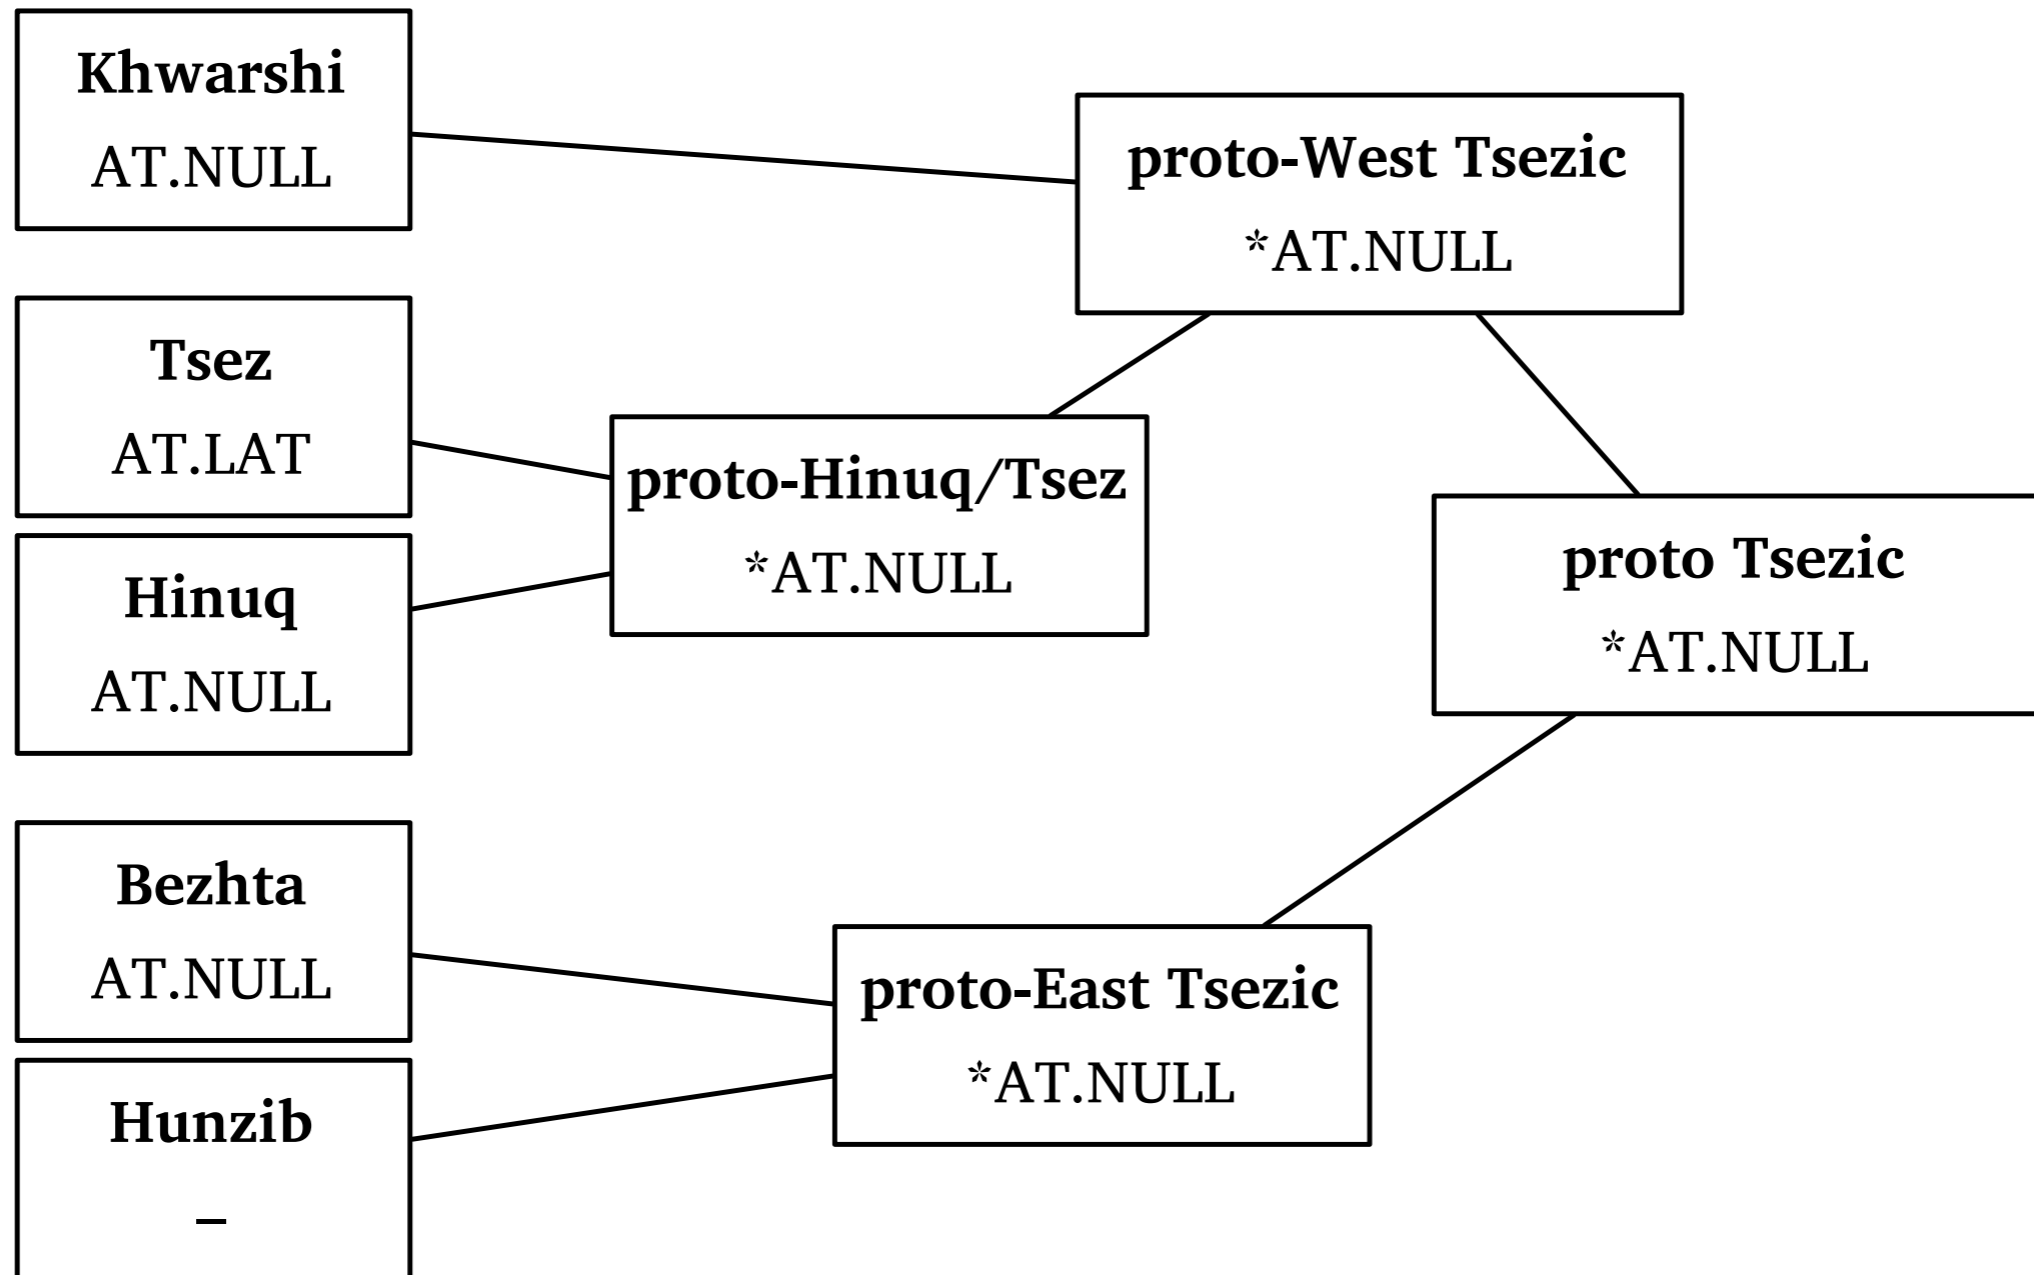 Khwarshi
AT.NULL
proto-West Tsezic
*AT.NULL
Tsez
AT.LAT
proto-Hinuq/Tsez
*AT.NULL
Hinuq
AT.NULL
proto Tsezic
*AT.NULL
Bezhta
AT.NULL
proto-East Tsezic
*AT.NULL
Hunzib
–